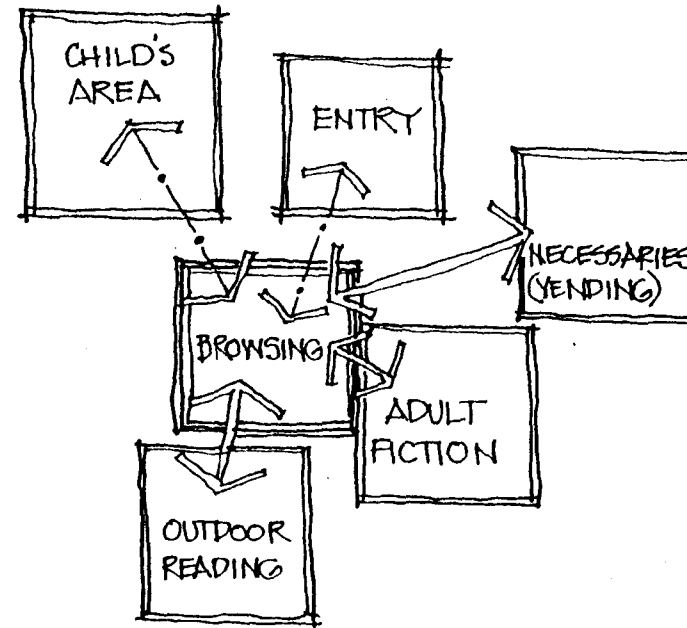 CHILD'S
AREA
ENTRY
NECESSARIES
(VENDING)
BROWSING
ADULT
FICTION
OUTDOOR
READING